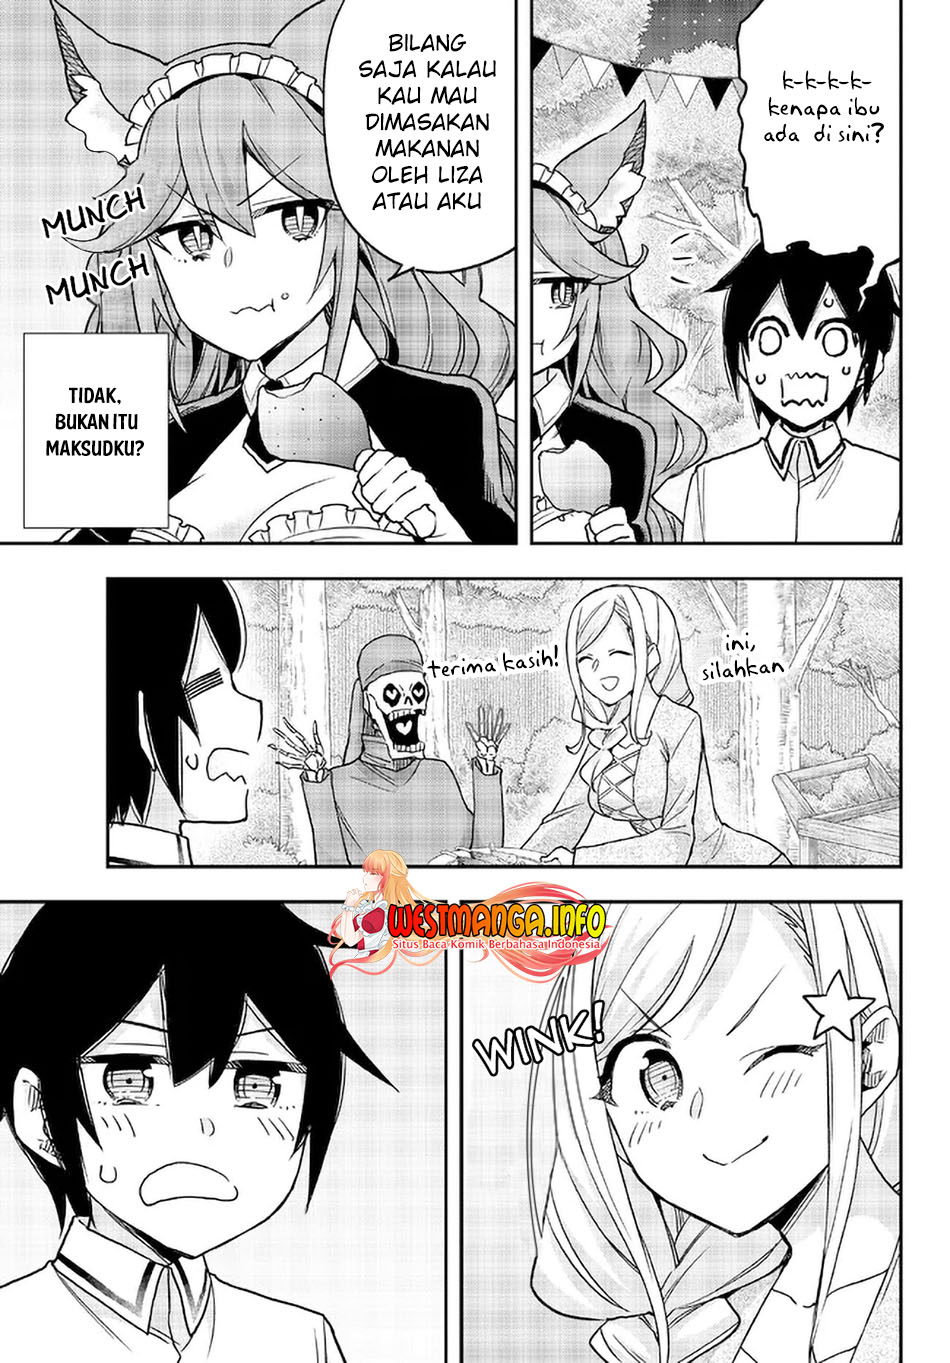 k-k-k-k-
kenapa ibu
ada di sini?
BILANG
SAJA KALAU
KAU MAU
DIMASAKAN
MAKANAN
OLEH LIZA
ATAU AKU
MUNCH
MUNCH
TIDAK,
BUKAN ITU
MAKSUDKU?
ini,
silahkan
terima kasih!
WESTMANGA.INFO
Situs Baca Komik Berbahasa Indonesia
WINK!